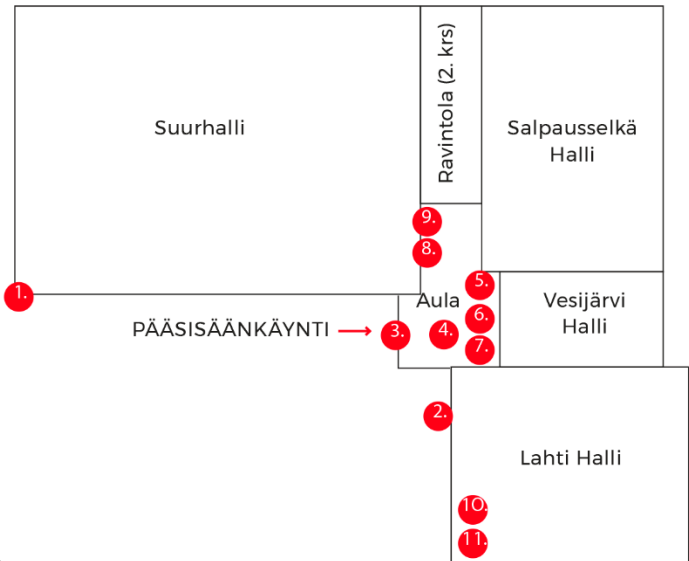 Suurhalli
Ravintola (2. krs)
Salpausselkä
Halli
9.
8.
1.
5.
Aula
6.
Vesijärvi
Halli
PÄÄSISÄÄNKÄYNTI
3.
4.
7.
2.
Lahti Halli
10.
11.